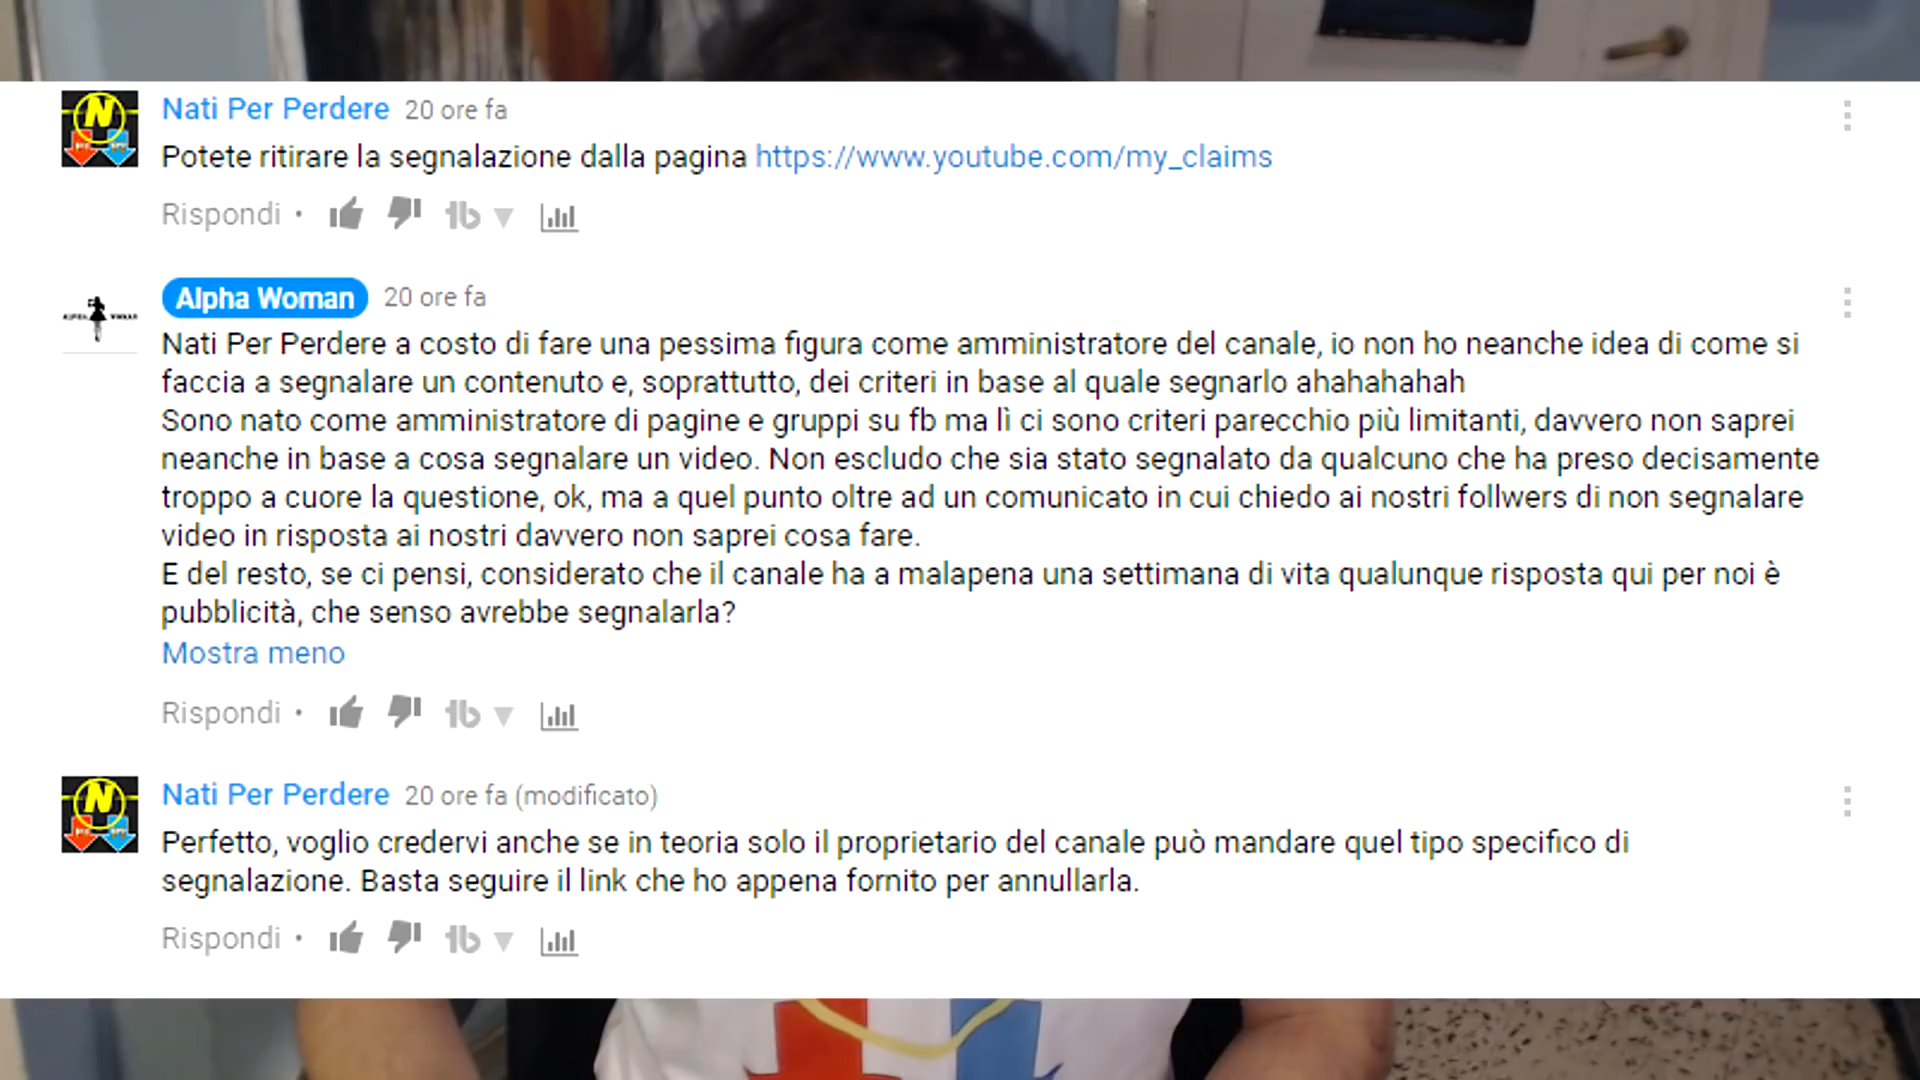 Nati Per Perdere 20 ore fa
Potete ritirare la segnalazione dalla pagina https://www.youtube.com/my_claims
Rispondi •
Alpha Woman 20 ore fa
Nati Per Perdere a costo di fare una pessima figura come amministratore del canale, io non ho neanche idea di come si
faccia a segnalare un contenuto e, soprattutto, dei criteri in base al quale segnarlo ahahahahah
Sono nato come amministratore di pagine e gruppi su fb ma lì ci sono criteri parecchio più limitanti, davvero non saprei
neanche in base a cosa segnalare un video. Non escludo che sia stato segnalato da qualcuno che ha preso decisamente
troppo a cuore la questione, ok, ma a quel punto oltre ad un comunicato in cui chiedo ai nostri follwers di non segnalare
video in risposta ai nostri davvero non saprei cosa fare.
E del resto, se ci pensi, considerato che il canale ha a malapena una settimana di vita qualunque risposta qui per noi è
pubblicità, che senso avrebbe segnalarla?
Mostra meno
Rispondi •
Nati Per Perdere 20 ore fa (modificato)
Perfetto, voglio credervi anche se in teoria solo il proprietario del canale può mandare quel tipo specifico di
segnalazione. Basta seguire il link che ho appena fornito per annullarla.
Rispondi •